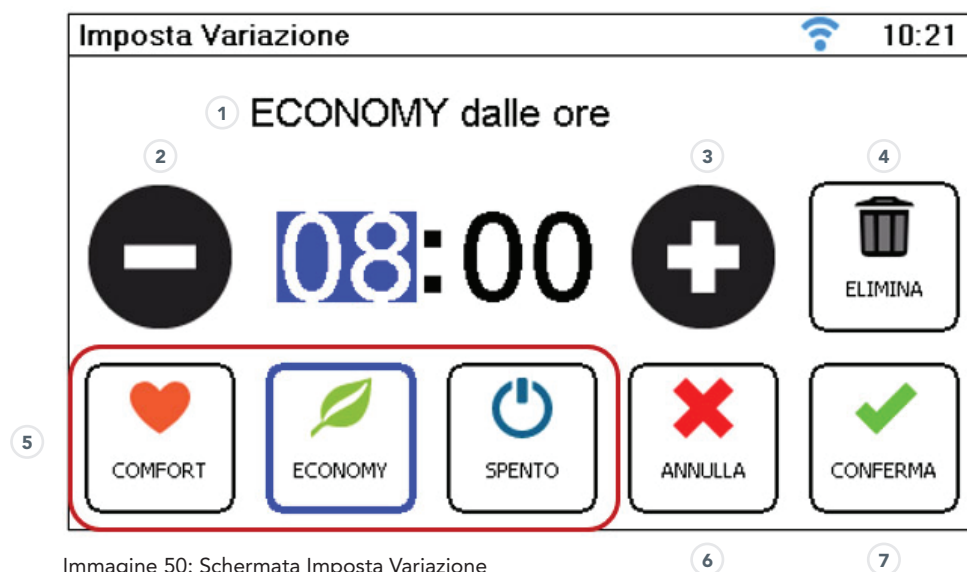 Imposta Variazione 10:21
1 ECONOMY dalle ore
2 3 4
08:00
ELIMINA
5
COMFORT ECONOMY SPENTO ANNULLA CONFERMA
Immagine 50: Schermata Imposta Variazione
6 7